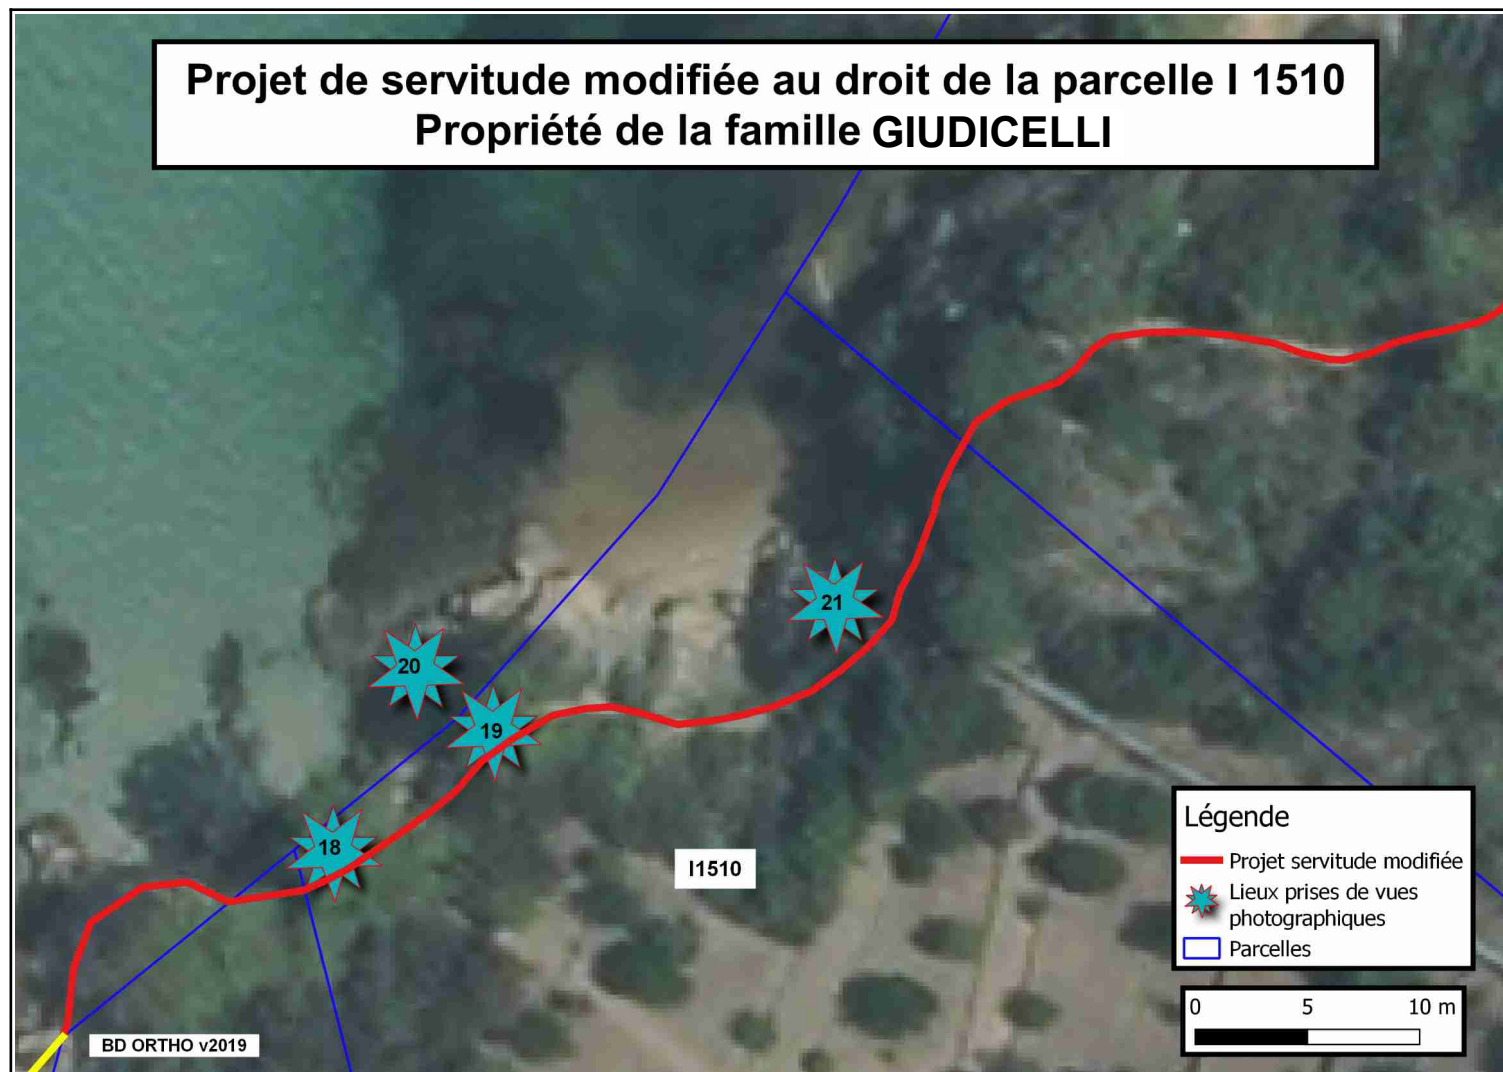 Projet de servitude modifiée au droit de la parcelle I 1510
Propriété de la famille GIUDICELLI
21
20
19
18
I1510
Légende
Projet servitude modifiée
Lieux prises de vues
photographiques
Parcelles
0 5 10 m
BD ORTHO v2019